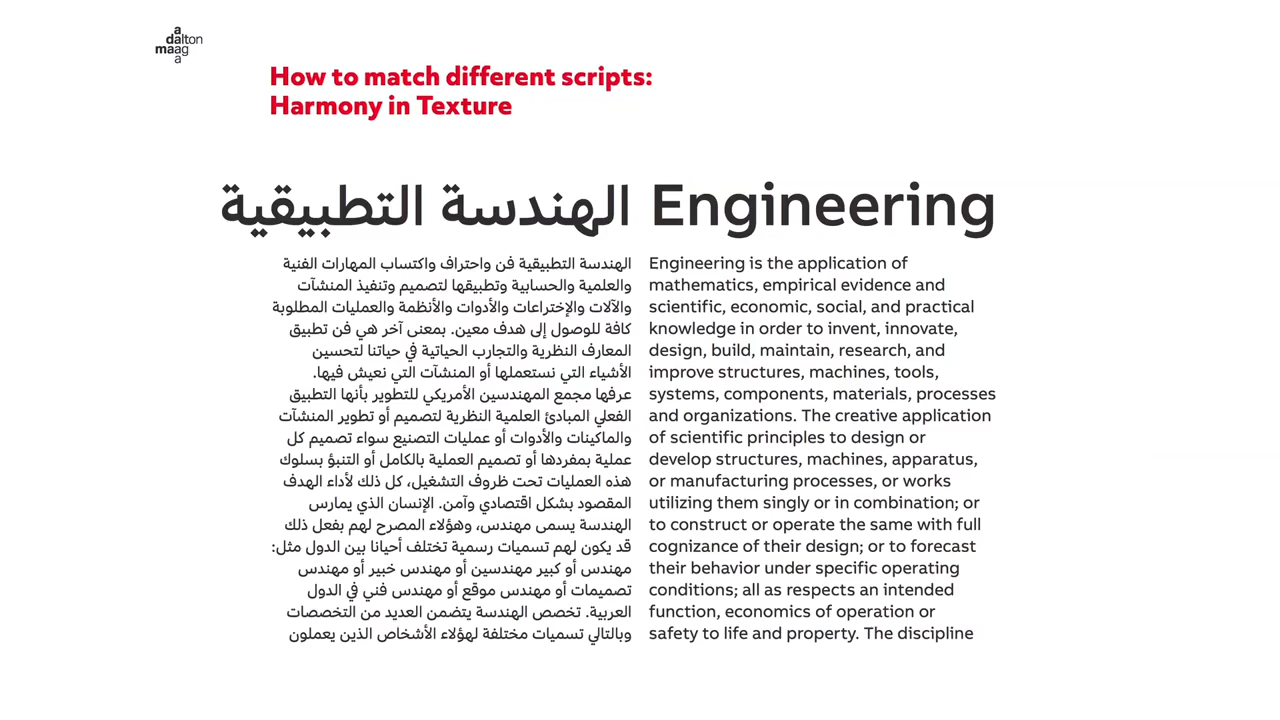 a
dalton
maag
a
How to match different scripts:
Harmony in Texture
الهندسة التطبيقية
الهندسة التطبيقية فن واحتراف واكتساب المهارات الفنية
والعلمية والحسابية وتطبيقها لتصميم وتنفيذ المنشآت
والآلات والإختراعات والأدوات والأنظمة والعمليات المطلوبة
كافة للوصول إلى هدف معين. بمعنى آخر هي فن تطبيق
المعارف النظرية والتجارب الحياتية في حياتنا لتحسين
الأشياء التي نستعملها أو المنشآت التي نعيش فيها.
عرفها مجمع المهندسين الأمريكي للتطوير بأنها التطبيق
الفعلي المبادئ العلمية النظرية لتصميم أو تطوير المنشآت
والماكينات والأدوات أو عمليات التصنيع سواء تصميم كل
عملية بمفردها أو تصميم العملية بالكامل أو التنبؤ بسلوك
هذه العمليات تحت ظروف التشغيل، كل ذلك لأداء الهدف
المقصود بشكل اقتصادي وآمن. الإنسان الذي يمارس
الهندسة يسمى مهندس، وهؤلاء المصرح لهم بفعل ذلك
قد يكون لهم تسميات رسمية تختلف أحيانا بين الدول مثل:
مهندس أو كبير مهندسين أو مهندس خبير أو مهندس
تصميمات أو مهندس موقع أو مهندس فني في الدول
العربية. تخصص الهندسة يتضمن العديد من التخصصات
وبالتالي تسميات مختلفة لهؤلاء الأشخاص الذين يعملون
Engineering
Engineering is the application of
mathematics, empirical evidence and
scientific, economic, social, and practical
knowledge in order to invent, innovate,
design, build, maintain, research, and
improve structures, machines, tools,
systems, components, materials, processes
and organizations. The creative application
of scientific principles to design or
develop structures, machines, apparatus,
or manufacturing processes, or works
utilizing them singly or in combination; or
to construct or operate the same with full
cognizance of their design; or to forecast
their behavior under specific operating
conditions; all as respects an intended
function, economics of operation or
safety to life and property. The discipline